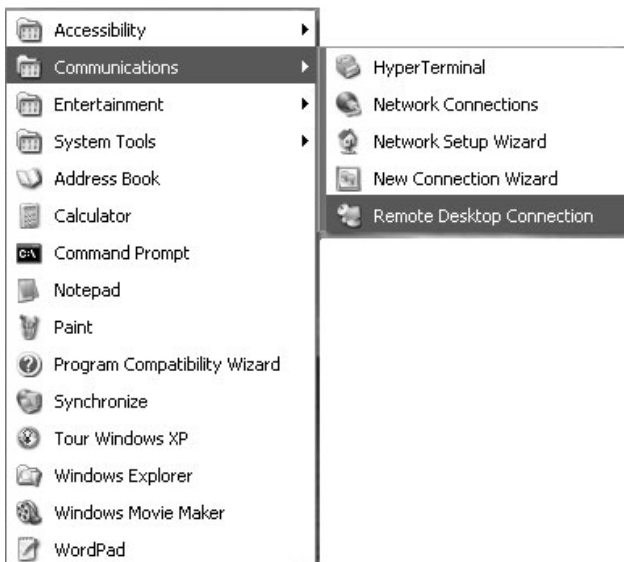 Accessibility
Communications
Entertainment
System Tools
Address Book
Calculator
C:\
Command Prompt
Notepad
Paint
Program Compatibility Wizard
Synchronize
Tour Windows XP
Windows Explorer
Windows Movie Maker
WordPad
HyperTerminal
Network Connections
Network Setup Wizard
New Connection Wizard
Remote Desktop Connection